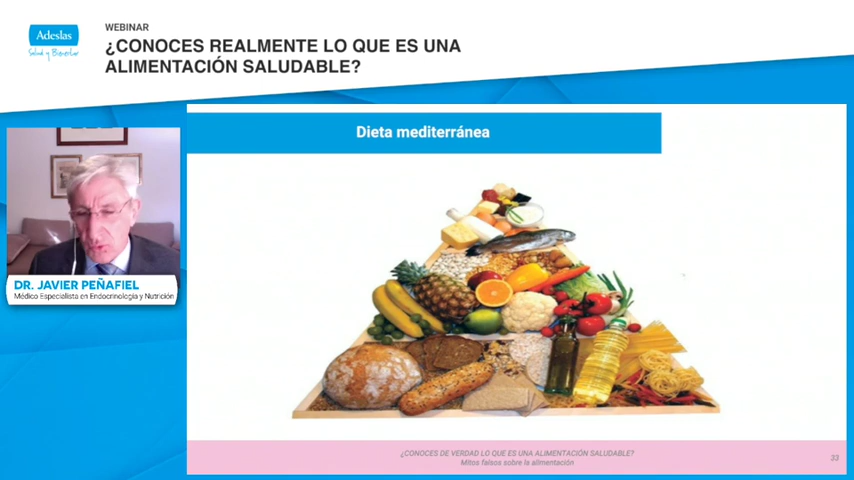 Adeslas
Salud y Bienestar
WEBINAR
¿CONOCES REALMENTE LO QUE ES UNA
ALIMENTACIÓN SALUDABLE?
Dieta mediterránea
DR. JAVIER PEÑAFIEL
Médico Especialista en Endocrinología y Nutrición
¿CONOCES DE VERDAD LO QUE ES UNA ALIMENTACIÓN SALUDABLE?
Mitos falsos sobre la alimentación
33